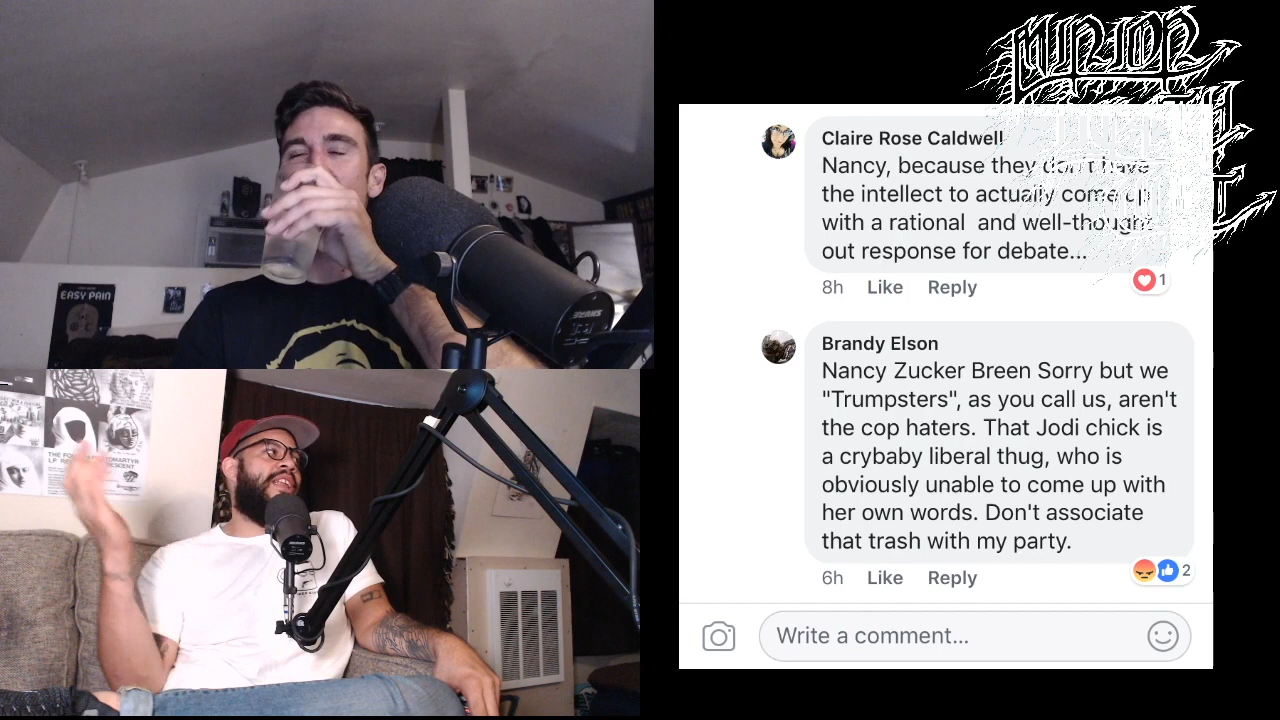 EASY PAIN
SHURE
Claire Rose Caldwell
Nancy, because they don't have
the intellect to actually come up
with a rational and well-thought
out response for debate...
8h Like Reply
1
Brandy Elson
Nancy Zucker Breen Sorry but we
"Trumpsters", as you call us, aren't
the cop haters. That Jodi chick is
a crybaby liberal thug, who is
obviously unable to come up with
her own words. Don't associate
that trash with my party.
6h Like Reply
2
Write a comment...